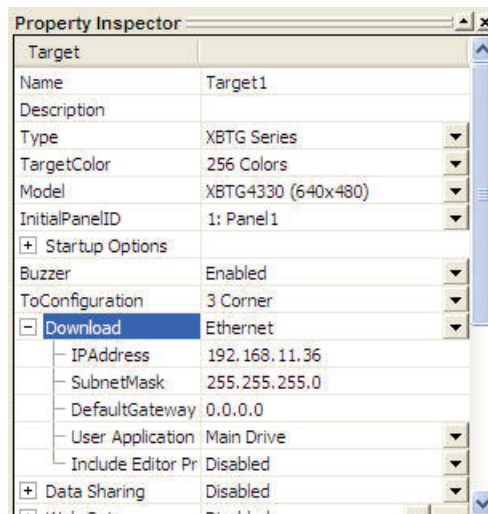 Property Inspector
Target
Name Target1
Description
Type XBTG Series
TargetColor 256 Colors
Model XBTG4330 (640x480)
InitialPanelID 1: Panel1
Startup Options
Buzzer Enabled
ToConfiguration 3 Corner
Download Ethernet
IPAddress 192.168.11.36
SubnetMask 255.255.255.0
DefaultGateway 0.0.0.0
User Application Main Drive
Include Editor Pr Disabled
Data Sharing Disabled